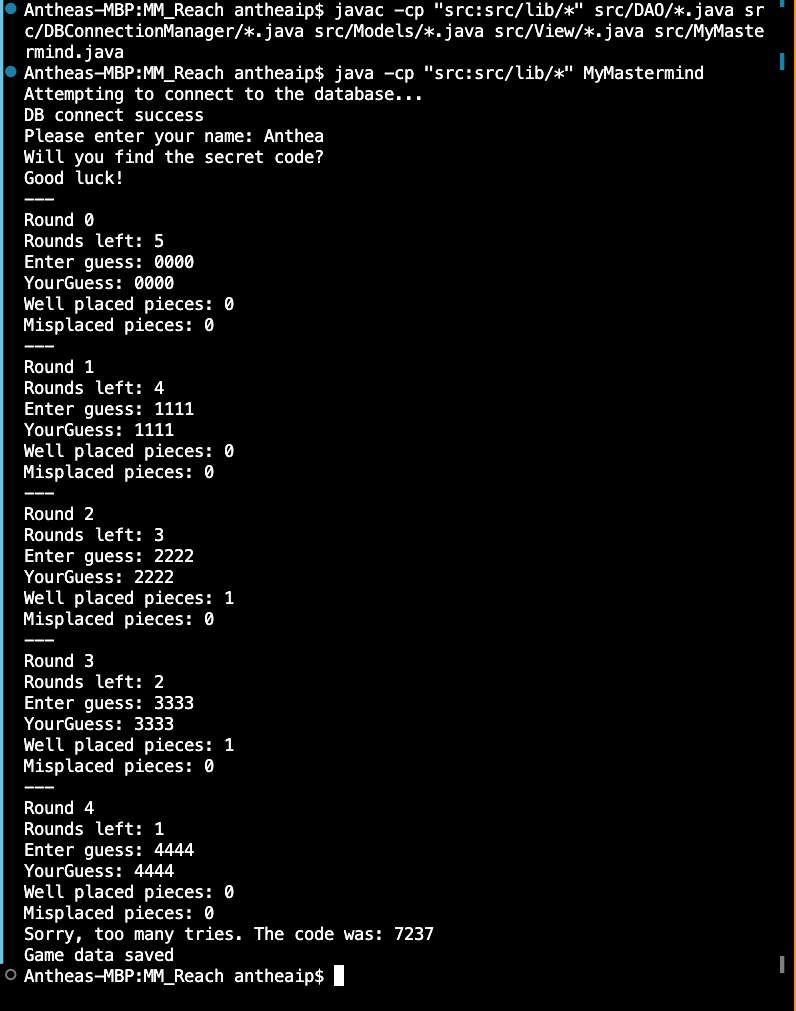 Antheas-MBP:MM_Reach antheaip$ javac -cp "src:src/lib/*" src/DAO/*.java sr
c/DBConnectionManager/*.java src/Models/*.java src/View/*.java src/MyMaste
rmind.java
Antheas-MBP:MM_Reach antheaip$ java -cp "src:src/lib/*" MyMastermind
Attempting to connect to the database...
DB connect success
Please enter your name: Anthea
Will you find the secret code?
Good luck!
---
Round 0
Rounds left: 5
Enter guess: 0000
YourGuess: 0000
Well placed pieces: 0
Misplaced pieces: 0
---
Round 1
Rounds left: 4
Enter guess: 1111
YourGuess: 1111
Well placed pieces: 0
Misplaced pieces: 0
---
Round 2
Rounds left: 3
Enter guess: 2222
YourGuess: 2222
Well placed pieces: 1
Misplaced pieces: 0
---
Round 3
Rounds left: 2
Enter guess: 3333
YourGuess: 3333
Well placed pieces: 1
Misplaced pieces: 0
---
Round 4
Rounds left: 1
Enter guess: 4444
YourGuess: 4444
Well placed pieces: 0
Misplaced pieces: 0
Sorry, too many tries. The code was: 7237
Game data saved
Antheas-MBP:MM_Reach antheaip$